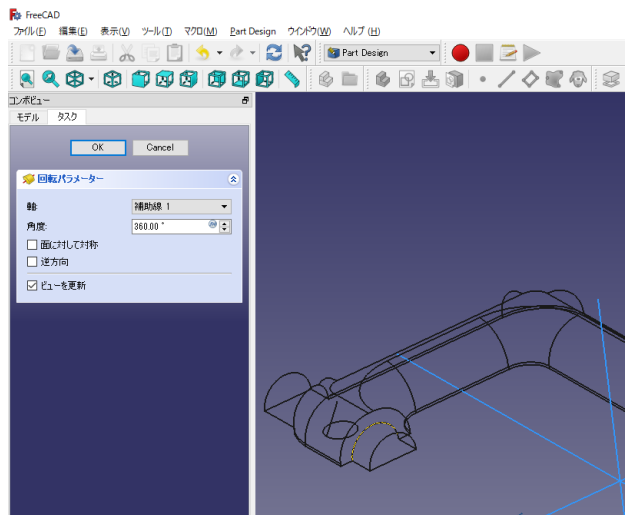 FreeCAD
ファイル(F) 編集(E) 表示(V) ツール(T) マクロ(M) Part Design ウインドウ(W) ヘルプ (H)
Part Design
コンボビュー
モデル タスク
OK Cancel
回転パラメーター
軸: 補助線 1
角度: 360.00 °
面に対して対称
逆方向
ビューを更新